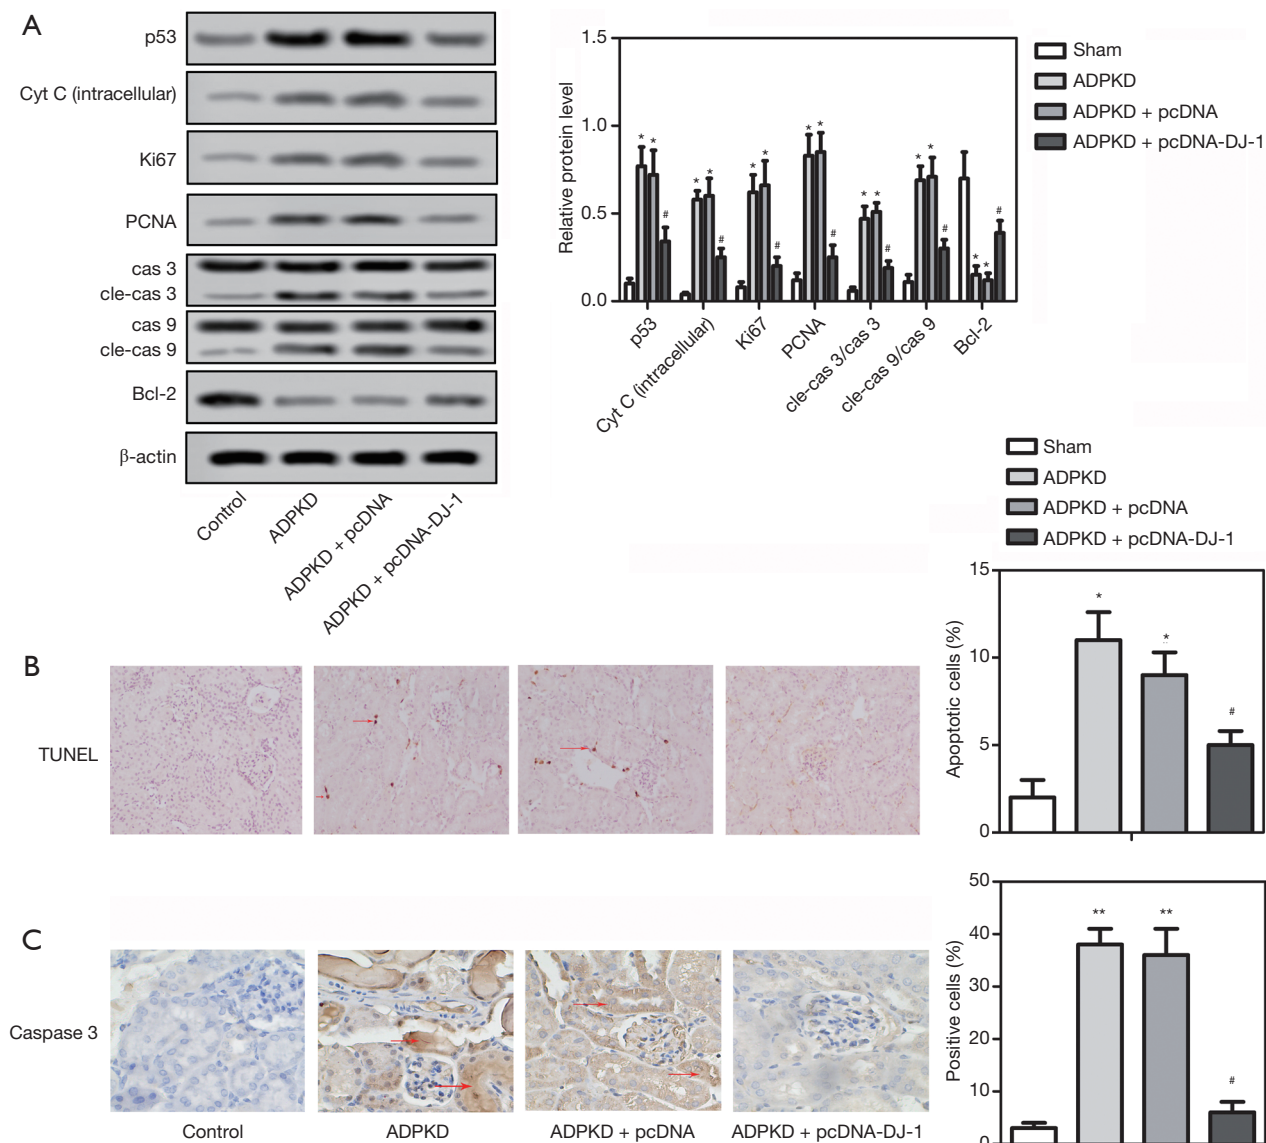 A
p53
Cyt C (intracellular)
Ki67
PCNA
cas 3
cle-cas 3
cas 9
cle-cas 9
Bcl-2
β-actin
Control
ADPKD
ADPKD + pcDNA
ADPKD + pcDNA-DJ-1
Relative protein level
1.5
1.0
0.5
0.0
* * #
* * #
* * #
* * #
* * #
* * #
* * #
p53
Cyt C (intracellular)
Ki67
PCNA
cle-cas 3/cas 3
cle-cas 9/cas 9
Bcl-2
Sham
ADPKD
ADPKD + pcDNA
ADPKD + pcDNA-DJ-1
Sham
ADPKD
ADPKD + pcDNA
ADPKD + pcDNA-DJ-1
B
TUNEL
Apoptotic cells (%)
15
10
5
0
* * #
C
Caspase 3
Control
ADPKD
ADPKD + pcDNA
ADPKD + pcDNA-DJ-1
Positive cells (%)
50
40
30
20
10
0
** ** #